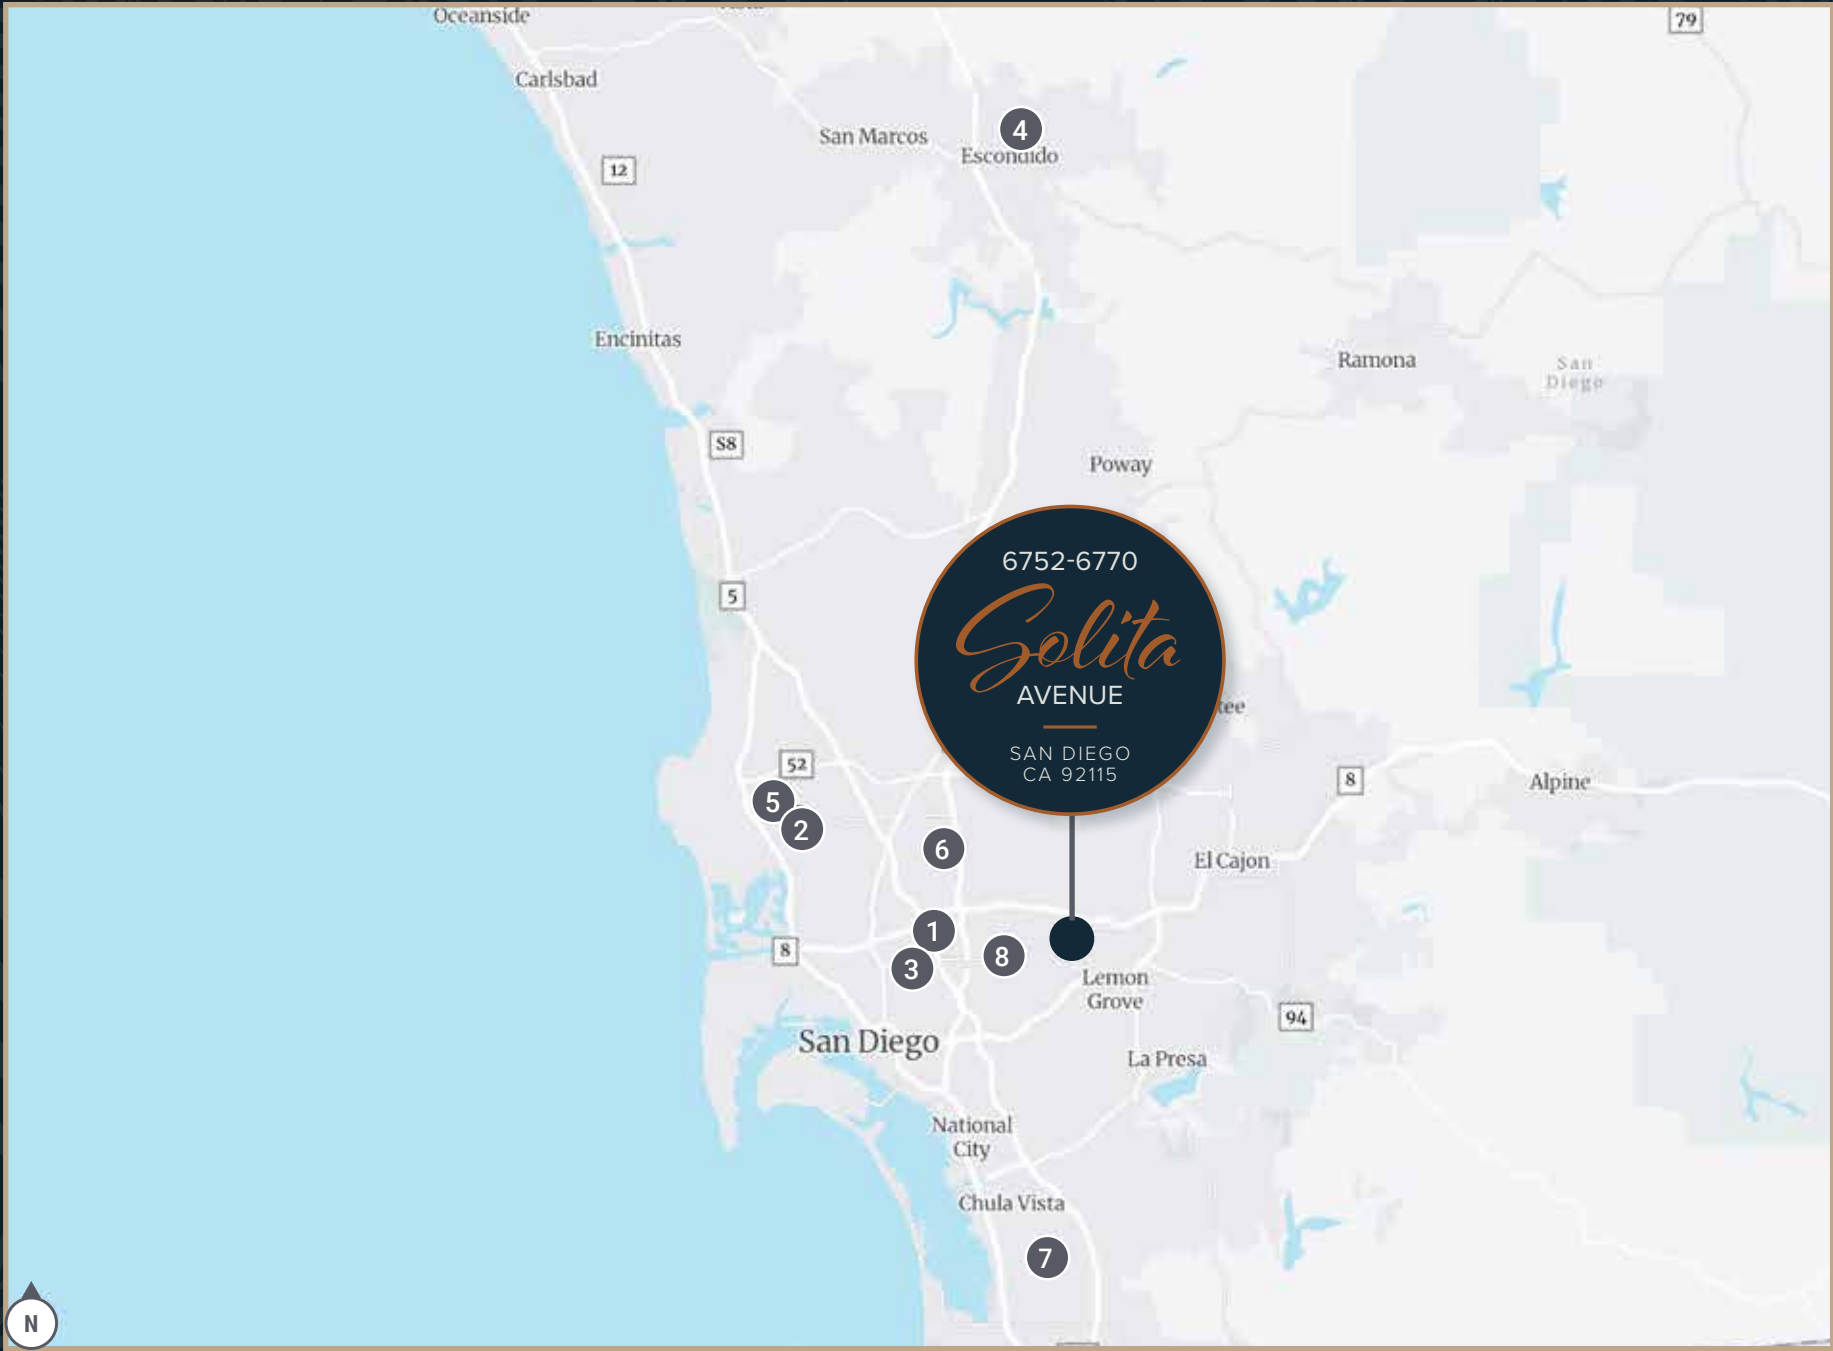 Oceanside
79
Carlsbad
San Marcos
4
Escondido
12
Encinitas
Ramona
San
Diego
S8
Poway
6752-6770
Solita
AVENUE
SAN DIEGO
CA 92115
5
52
8
Alpine
5
2
6
El Cajon
1
8
3
8
Lemon
Grove
94
San Diego
La Presa
National
City
Chula Vista
7
N